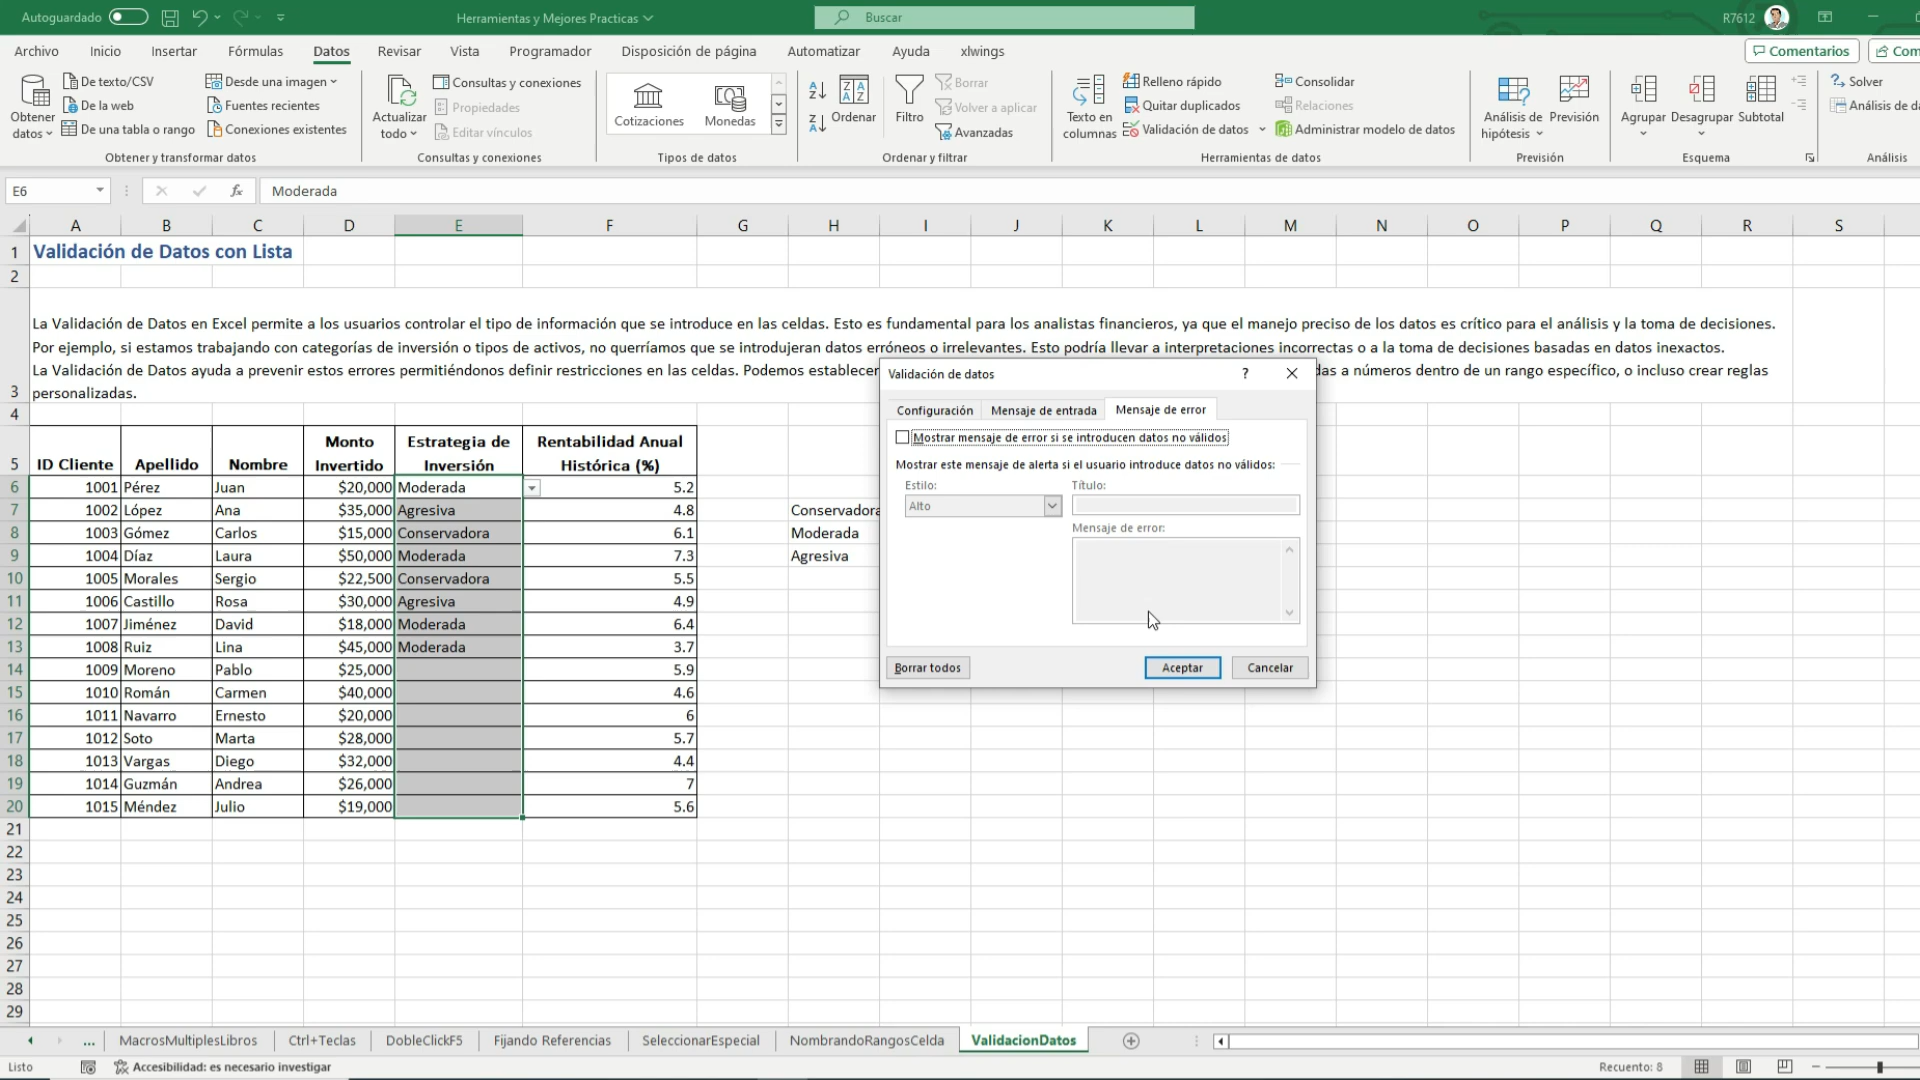 Autoguardado
Herramientas y Mejores Practicas
Buscar
R7612
Archivo Inicio Insertar Fórmulas Datos Revisar Vista Programador Disposición de página Automatizar Ayuda xlwings
Comentarios
Obtener datos
De texto/CSV
De la web
De una tabla o rango
Desde una imagen
Fuentes recientes
Conexiones existentes
Obtener y transformar datos
Actualizar todo
Consultas y conexiones
Propiedades
Editar vínculos
Consultas y conexiones
Cotizaciones
Monedas
Tipos de datos
Ordenar
Filtro
Borrar
Volver a aplicar
Avanzadas
Ordenar y filtrar
Texto en columnas
Relleno rápido
Quitar duplicados
Validación de datos
Consolidar
Relaciones
Administrar modelo de datos
Herramientas de datos
Análisis de hipótesis
Previsión
Previsión
Agrupar
Desagrupar
Subtotal
Esquema
Solver
Análisis de da
Análisis
E6
fx
Moderada
A B C D E F G H I J K L M N O P Q R S
1 Validación de Datos con Lista
2
La Validación de Datos en Excel permite a los usuarios controlar el tipo de información que se introduce en las celdas. Esto es fundamental para los analistas financieros, ya que el manejo preciso de los datos es crítico para el análisis y la toma de decisiones.
Por ejemplo, si estamos trabajando con categorías de inversión o tipos de activos, no querríamos que se introdujeran datos erróneos o irrelevantes. Esto podría llevar a interpretaciones incorrectas o a la toma de decisiones basadas en datos inexactos.
La Validación de Datos ayuda a prevenir estos errores permitiéndonos definir restricciones en las celdas. Podemos establecer das a números dentro de un rango específico, o incluso crear reglas
3 personalizadas.
4
5 ID Cliente Apellido Nombre Monto Invertido Estrategia de Inversión Rentabilidad Anual Histórica (%)
6 1001 Pérez Juan $20,000 Moderada 5.2
7 1002 López Ana $35,000 Agresiva 4.8 Conservadora
8 1003 Gómez Carlos $15,000 Conservadora 6.1 Moderada
9 1004 Díaz Laura $50,000 Moderada 7.3 Agresiva
10 1005 Morales Sergio $22,500 Conservadora 5.5
11 1006 Castillo Rosa $30,000 Agresiva 4.9
12 1007 Jiménez David $18,000 Moderada 6.4
13 1008 Ruiz Lina $45,000 Moderada 3.7
14 1009 Moreno Pablo $25,000 5.9
15 1010 Román Carmen $40,000 4.6
16 1011 Navarro Ernesto $20,000 6
17 1012 Soto Marta $28,000 5.7
18 1013 Vargas Diego $32,000 4.4
19 1014 Guzmán Andrea $26,000 7
20 1015 Méndez Julio $19,000 5.6
21
22
23
24
25
26
27
28
29
Validación de datos
?
Configuración Mensaje de entrada Mensaje de error
Mostrar mensaje de error si se introducen datos no válidos
Mostrar este mensaje de alerta si el usuario introduce datos no válidos:
Estilo: Título:
Alto
Mensaje de error:
Borrar todos Aceptar Cancelar
... MacrosMultiplesLibros Ctrl+Teclas DobleClickF5 Fijando Referencias SeleccionarEspecial NombrandoRangosCelda ValidacionDatos
Listo Accesibilidad: es necesario investigar Recuento: 8